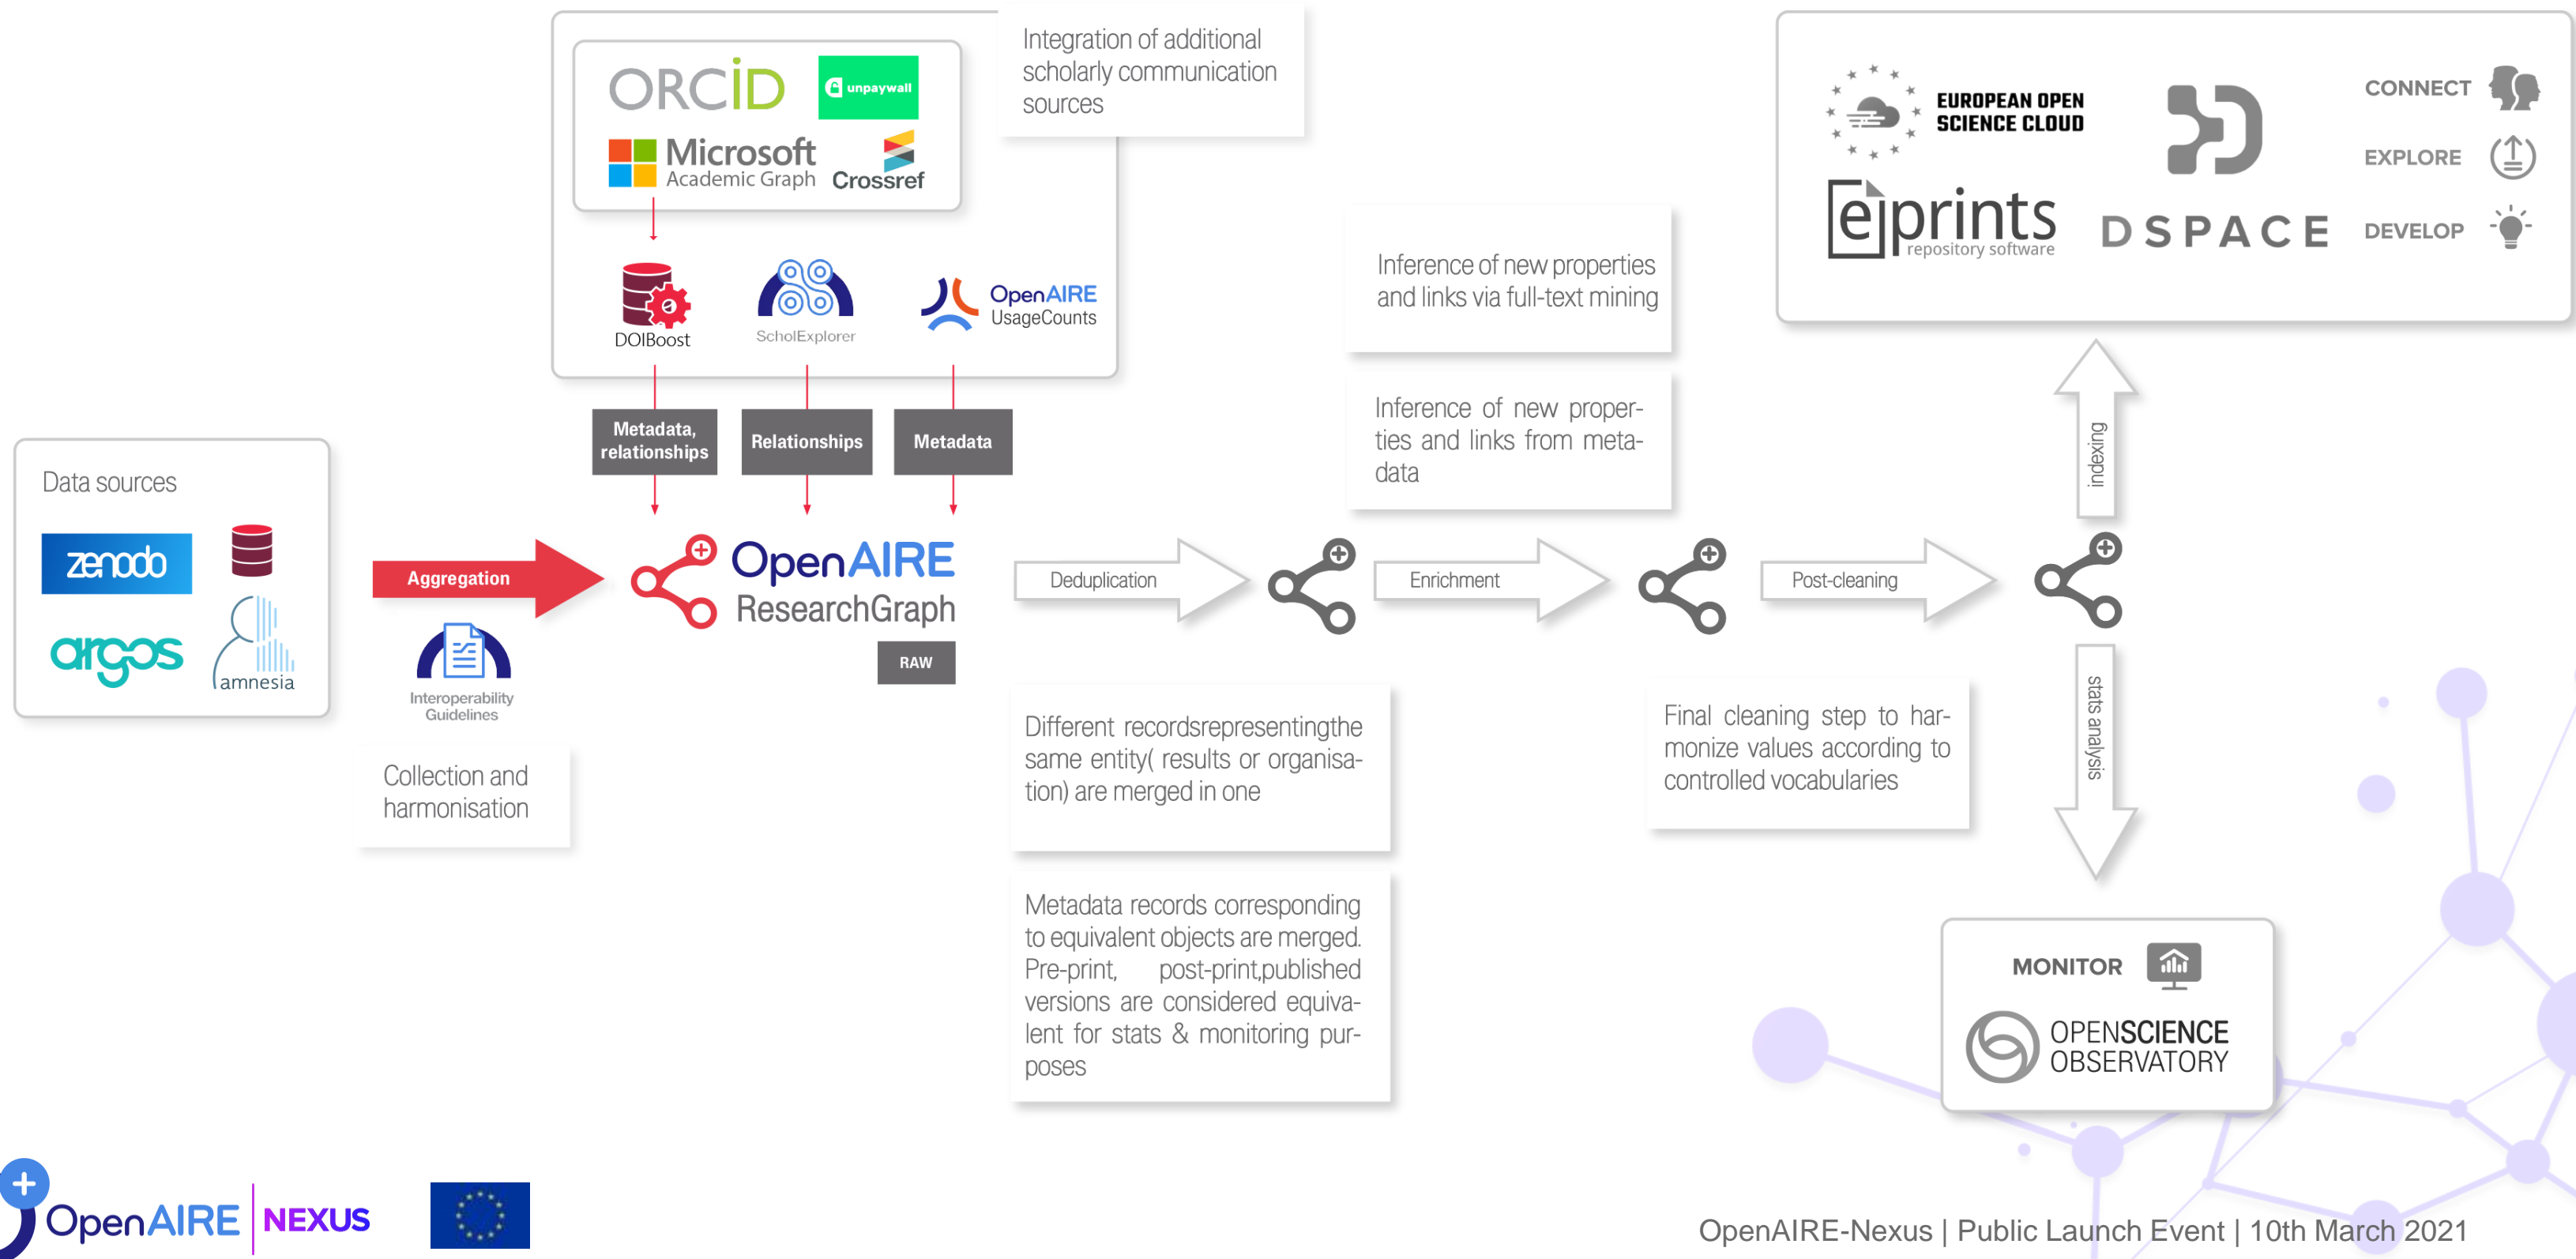 ORCiD
unpaywall
Microsoft
Academic Graph
Crossref
Integration of additional
scholarly communication
sources
DOIBoost
ScholExplorer
OpenAIRE
UsageCounts
Metadata,
relationships
Relationships
Metadata
Data sources
zenodo
argos
amnesia
Aggregation
Interoperability
Guidelines
Collection and
harmonisation
OpenAIRE
ResearchGraph
RAW
Deduplication
Different recordsrepresentingthe
same entity( results or organisa-
tion) are merged in one
Metadata records corresponding
to equivalent objects are merged.
Pre-print, post-print,published
versions are considered equiva-
lent for stats & monitoring pur-
poses
Inference of new properties
and links via full-text mining
Inference of new proper-
ties and links from meta-
data
Enrichment
Post-cleaning
Final cleaning step to har-
monize values according to
controlled vocabularies
indexing
EUROPEAN OPEN
SCIENCE CLOUD
eprints
repository software
DSPACE
CONNECT
EXPLORE
DEVELOP
stats analysis
MONITOR
OPENSCIENCE
OBSERVATORY
OpenAIRE NEXUS
OpenAIRE-Nexus | Public Launch Event | 10th March 2021